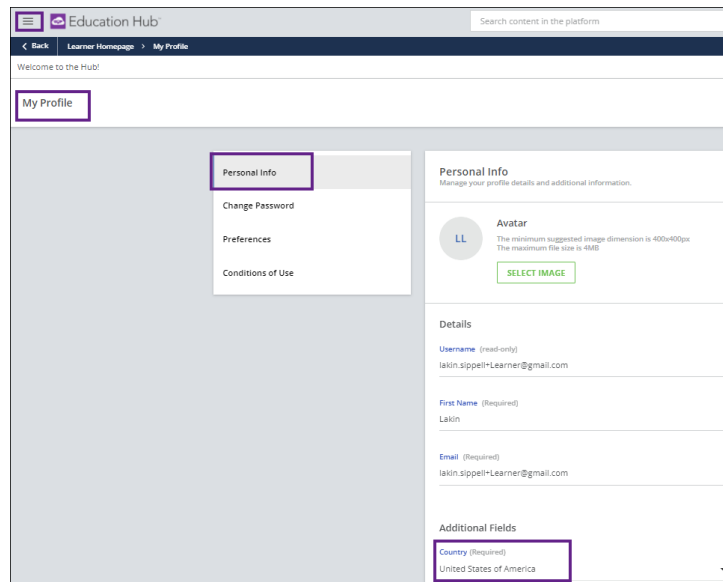 Education Hub™
Search content in the platform
Back Learner Homepage > My Profile
Welcome to the Hub!
My Profile
Personal Info
Change Password
Preferences
Conditions of Use
Personal Info
Manage your profile details and additional information.
LL
Avatar
The minimum suggested image dimension is 400x400px
The maximum file size is 4MB
SELECT IMAGE
Details
Username (read-only)
lakin.sippell+Learner@gmail.com
First Name (Required)
Lakin
Email (Required)
lakin.sippell+Learner@gmail.com
Additional Fields
Country (Required)
United States of America